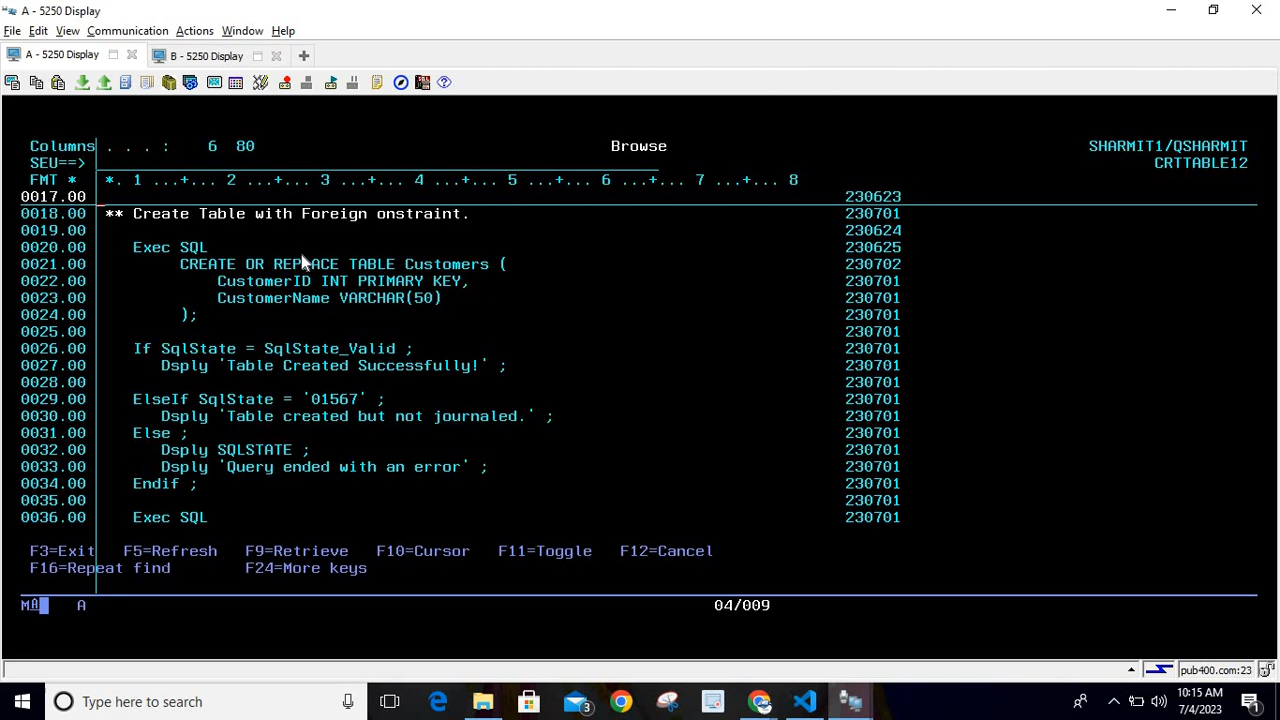 A - 5250 Display
File Edit View Communication Actions Window Help
A - 5250 Display B - 5250 Display
Columns . . . : 6 80 Browse SHARMIT1/QSHARMIT
SEU==> CRTTABLE12
FMT * *. 1 ...+... 2 ...+... 3 ...+... 4 ...+... 5 ...+... 6 ...+... 7 ...+... 8
0017.00 230623
0018.00 ** Create Table with Foreign onstraint. 230701
0019.00 230624
0020.00 Exec SQL 230625
0021.00 CREATE OR REPLACE TABLE Customers ( 230702
0022.00 CustomerID INT PRIMARY KEY, 230701
0023.00 CustomerName VARCHAR(50) 230701
0024.00 ); 230701
0025.00 230701
0026.00 If SqlState = SqlState_Valid ; 230701
0027.00 Dsply 'Table Created Successfully!' ; 230701
0028.00 230701
0029.00 ElseIf SqlState = '01567' ; 230701
0030.00 Dsply 'Table created but not journaled.' ; 230701
0031.00 Else ; 230701
0032.00 Dsply SQLSTATE ; 230701
0033.00 Dsply 'Query ended with an error' ; 230701
0034.00 Endif ; 230701
0035.00 230701
0036.00 Exec SQL 230701
F3=Exit F5=Refresh F9=Retrieve F10=Cursor F11=Toggle F12=Cancel
F16=Repeat find F24=More keys
MA A 04/009
pub400.com:23
Type here to search 3 10:15 AM
7/4/2023 1